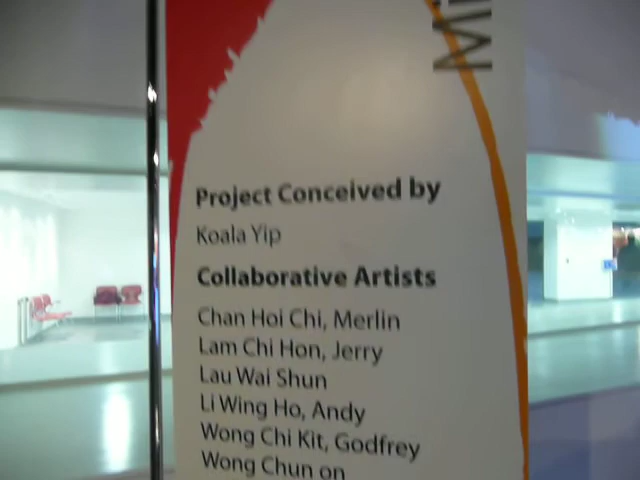 Mi
Project Conceived by
Koala Yip
Collaborative Artists
Chan Hoi Chi, Merlin
Lam Chi Hon, Jerry
Lau Wai Shun
Li Wing Ho, Andy
Wong Chi Kit, Godfrey
Wong Chun on